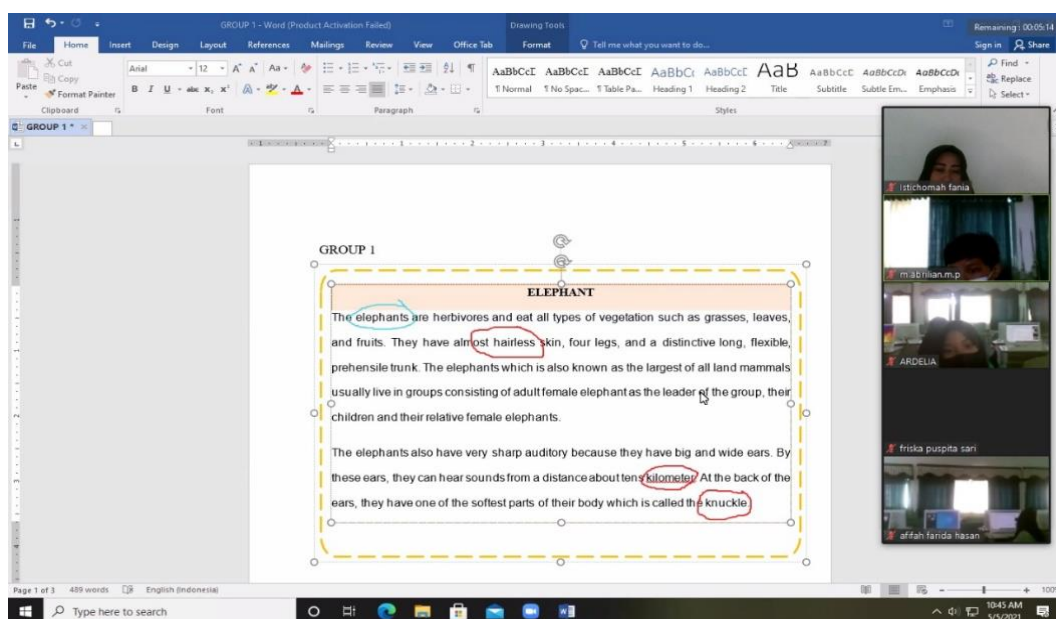 GROUP 1 - Word (Product Activation Failed)
Drawing Tools
Remaining: 00:05:14
File Home Insert Design Layout References Mailings Review View Office Tab Format Tell me what you want to do... Sign in Share
Cut
Copy
Format Painter
Paste
Arial 12
B I U abc
AaBbCcI AaBbCcI AaBbCcI AaBbCc AaBbCcI AaB AaBbCcC AaBbCcDc AaBbCcDc
¶ Normal ¶ No Spac... ¶ Table Pa... Heading 1 Heading 2 Title Subtitle Subtle Em... Emphasis
Find
Replace
Select
Clipboard Font Paragraph Styles
GROUP 1 *
GROUP 1
ELEPHANT
The elephants are herbivores and eat all types of vegetation such as grasses, leaves,
and fruits. They have almost hairless skin, four legs, and a distinctive long, flexible,
prehensile trunk. The elephants which is also known as the largest of all land mammals
usually live in groups consisting of adult female elephant as the leader of the group, their
children and their relative female elephants.
The elephants also have very sharp auditory because they have big and wide ears. By
these ears, they can hear sounds from a distance about tens kilometer. At the back of the
ears, they have one of the softest parts of their body which is called the knuckle.
istichomah fania
m.abrilian.m.p
ARDELIA
friska puspita sari
afifah farida hasan
Page 1 of 3 489 words English (Indonesia) 100%
Type here to search
10:45 AM
5/5/2021